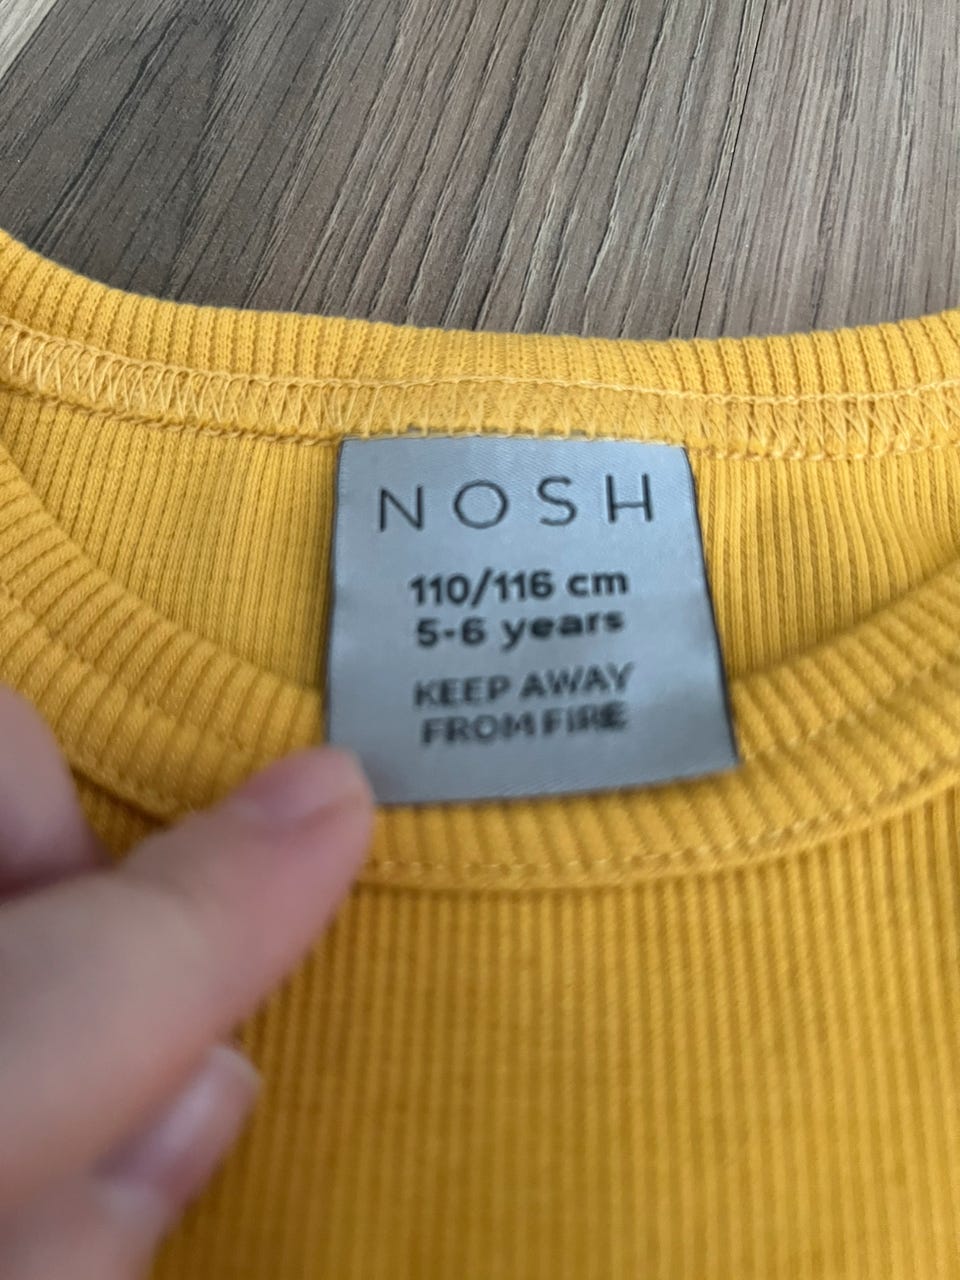 NOSH
110/116 cm
5-6 years
KEEP AWAY
FROM FIRE